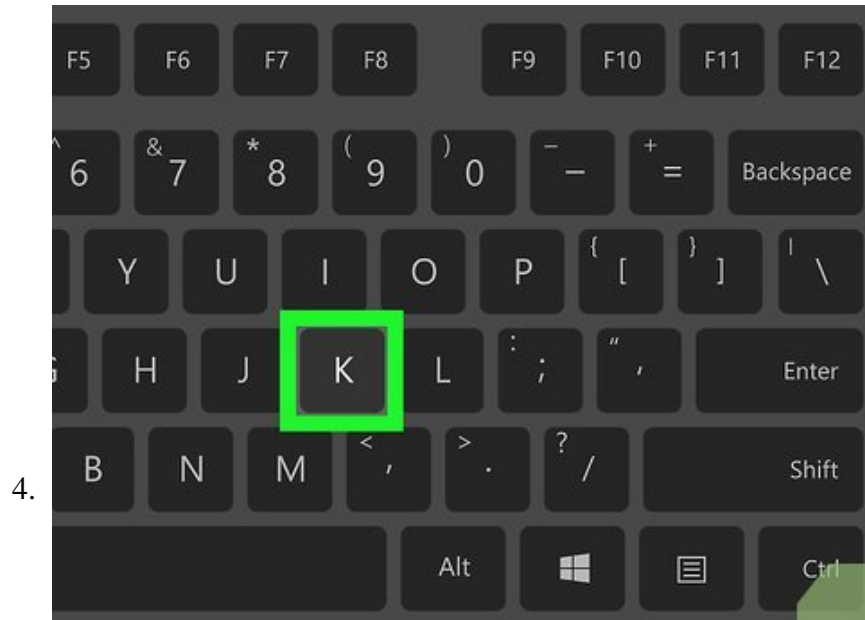 F5 F6 F7 F8 F9 F10 F11 F12
^ 6 & 7 * 8 ( 9 ) 0 _ - + = Backspace
Y U I O P { [ } ] | \
H J K L : ; " ' Enter
4. B N M < , > . ? / Shift
Alt Ctrl